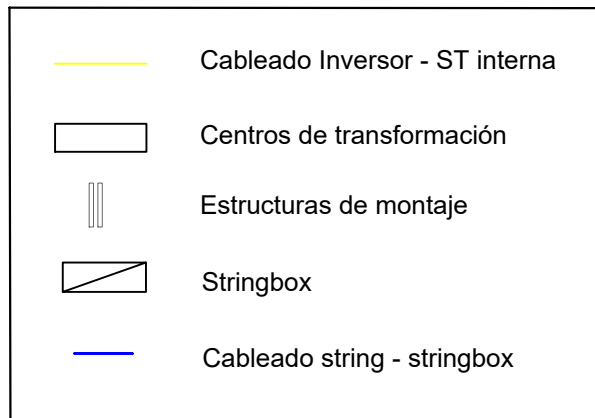 Cableado Inversor - ST interna
Centros de transformación
Estructuras de montaje
Stringbox
Cableado string - stringbox